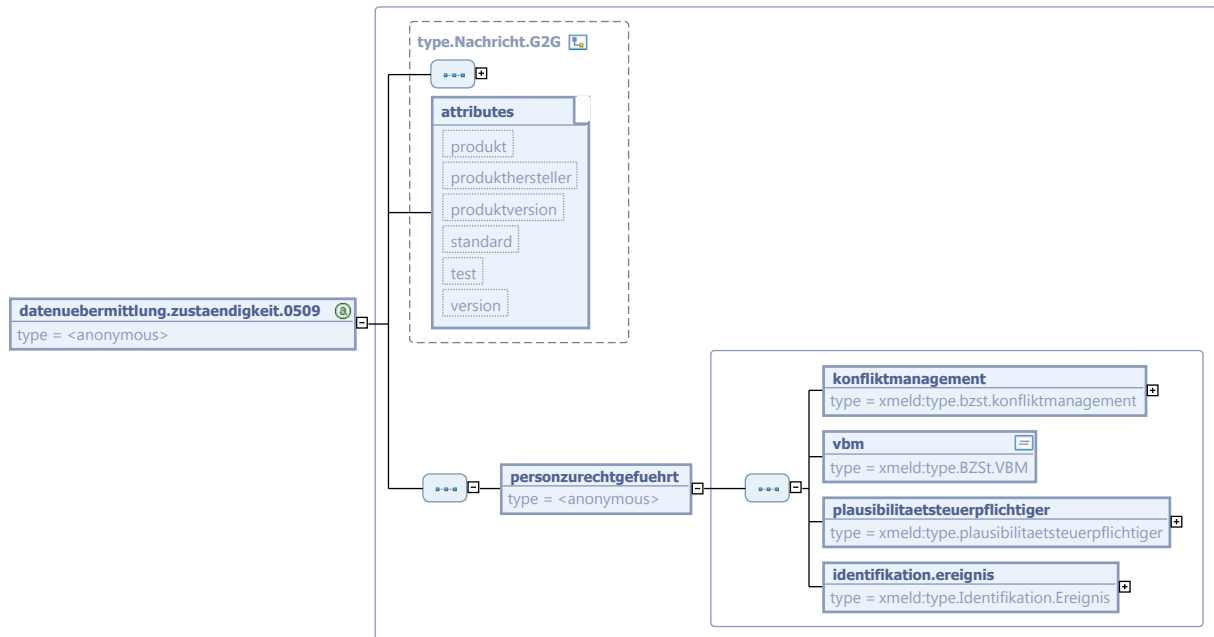 type.Nachricht.G2G
attributes
produkt
produkthersteller
produktversion
standard
test
version
datenuebermittlung.zustaendigkeit.0509
type = <anonymous>
personzurechtgefuehrt
type = <anonymous>
konfliktmanagement
type = xmeld:type.bzst.konfliktmanagement
vbm
type = xmeld:type.BZSt.VBM
plausibilitaetsteuerpflichtiger
type = xmeld:type.plausibilitaetsteuerpflichtiger
identifikation.ereignis
type = xmeld:type.Identifikation.Ereignis